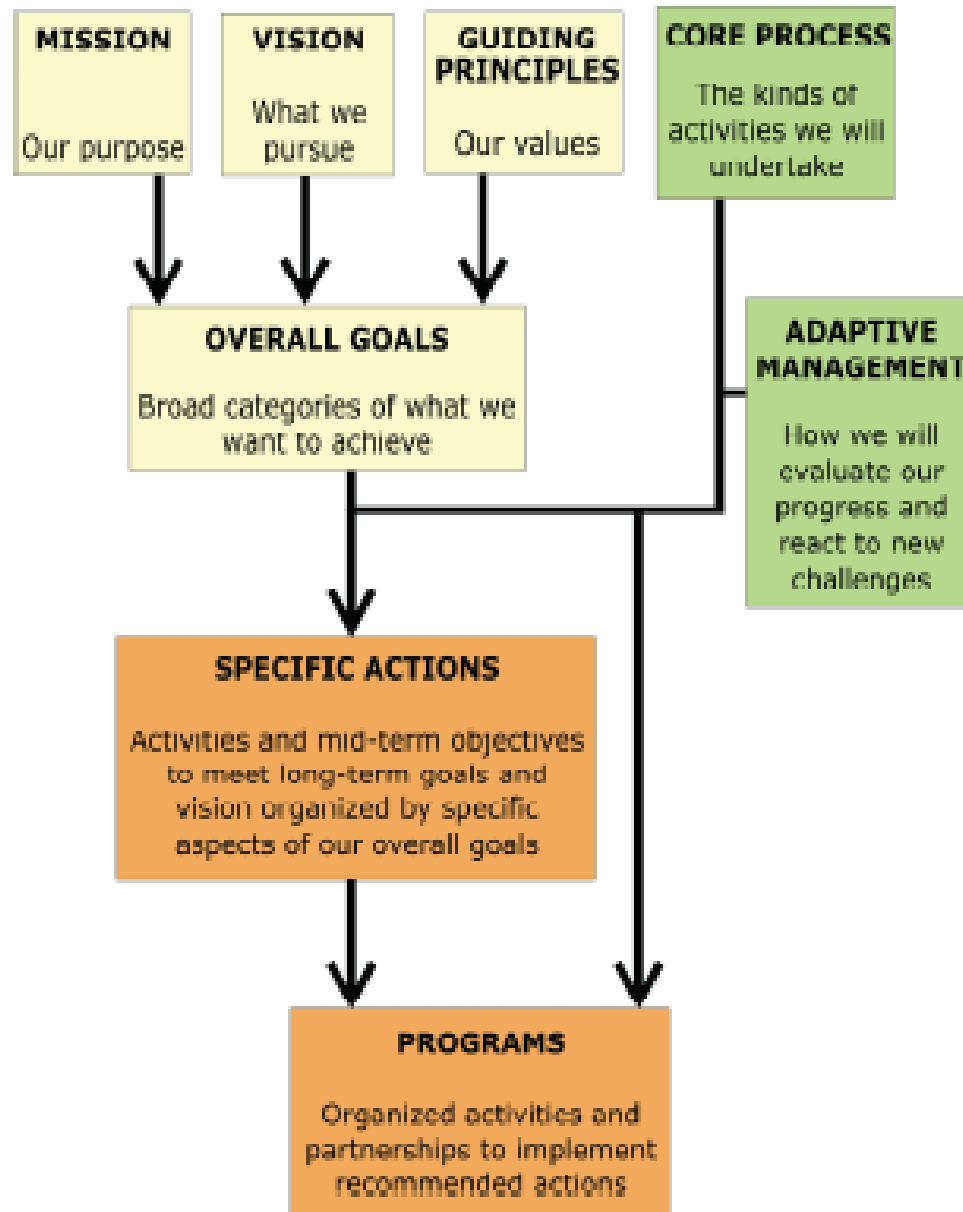 MISSION
Our purpose
VISION
What we
pursue
GUIDING
PRINCIPLES
Our values
CORE PROCESS
The kinds of
activities we will
undertake
OVERALL GOALS
Broad categories of what we
want to achieve
ADAPTIVE
MANAGEMENT
How we will
evaluate our
progress and
react to new
challenges
SPECIFIC ACTIONS
Activities and mid-term objectives
to meet long-term goals and
vision organized by specific
aspects of our overall goals
PROGRAMS
Organized activities and
partnerships to implement
recommended actions